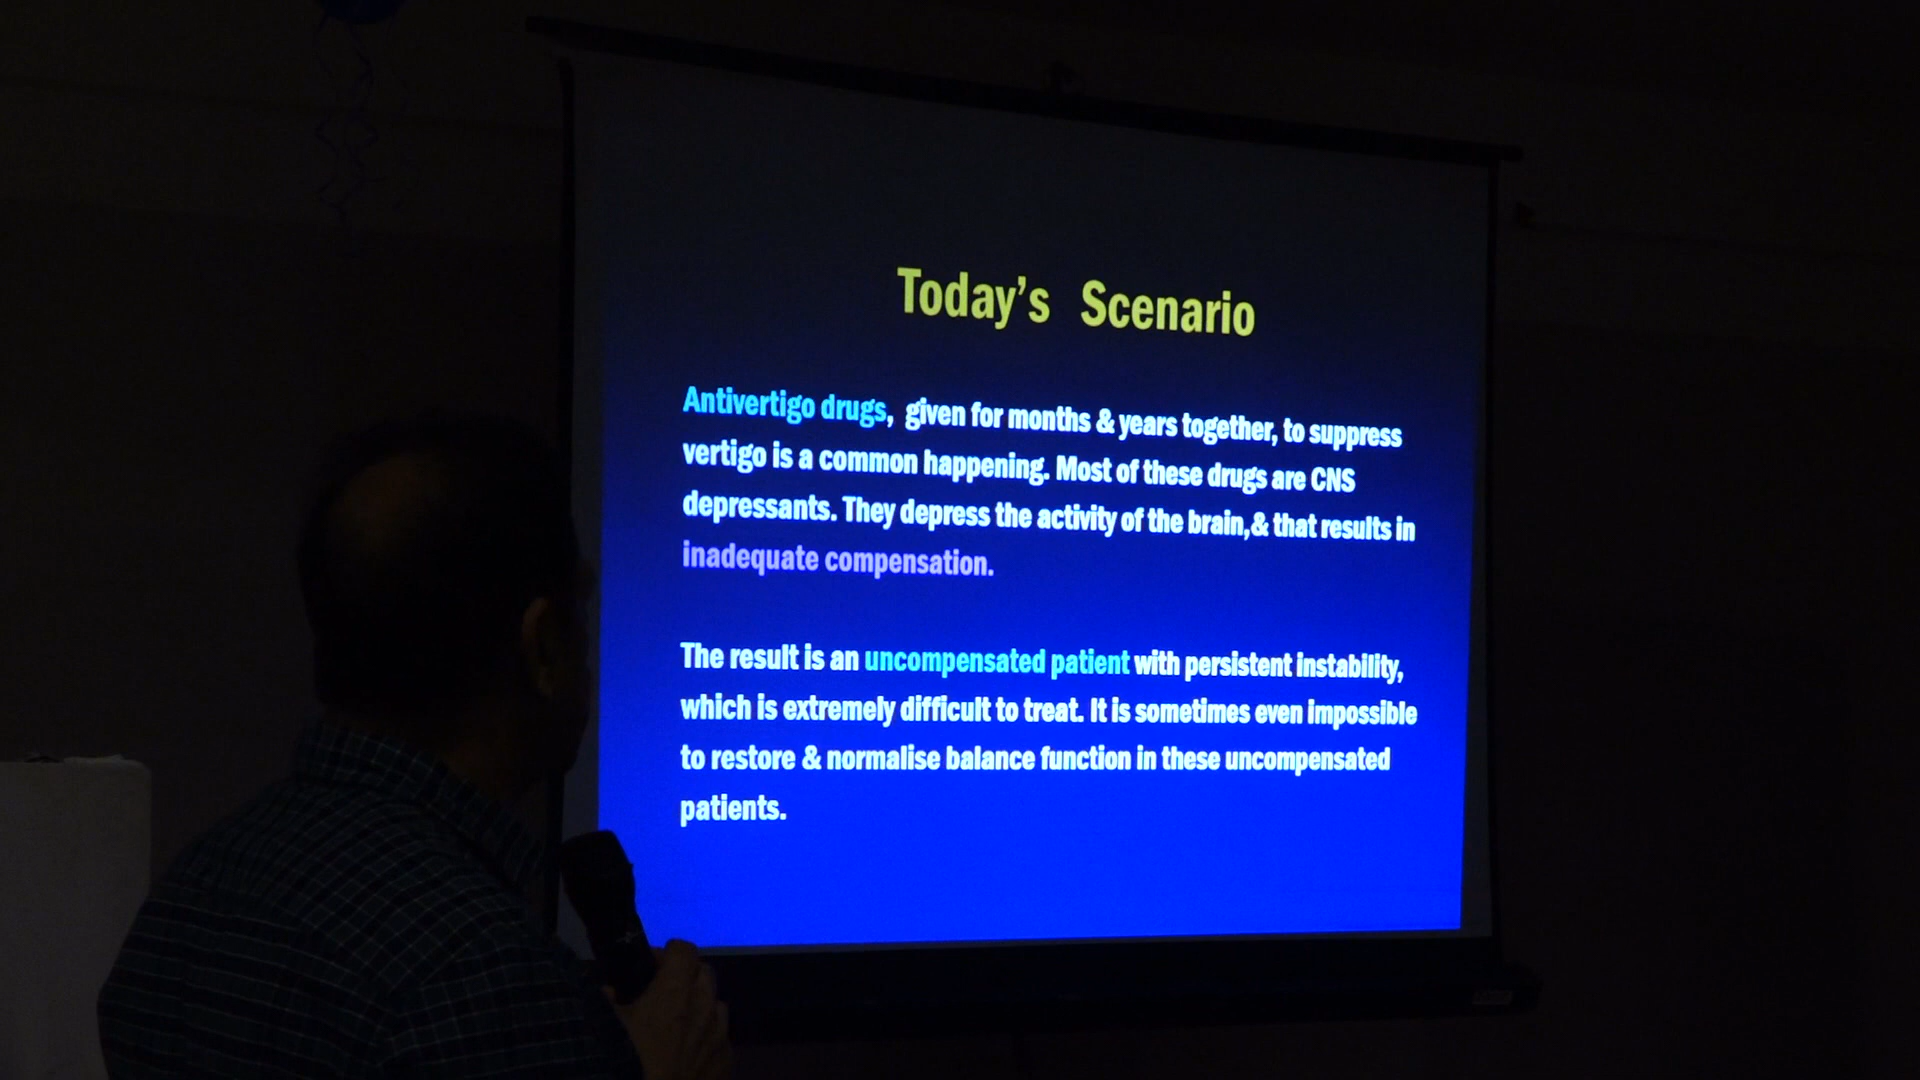 Today's Scenario
Antivertigo drugs, given for months & years together, to suppress
vertigo is a common happening. Most of these drugs are CNS
depressants. They depress the activity of the brain,& that results in
inadequate compensation.
The result is an uncompensated patient with persistent instability,
which is extremely difficult to treat. It is sometimes even impossible
to restore & normalise balance function in these uncompensated
patients.